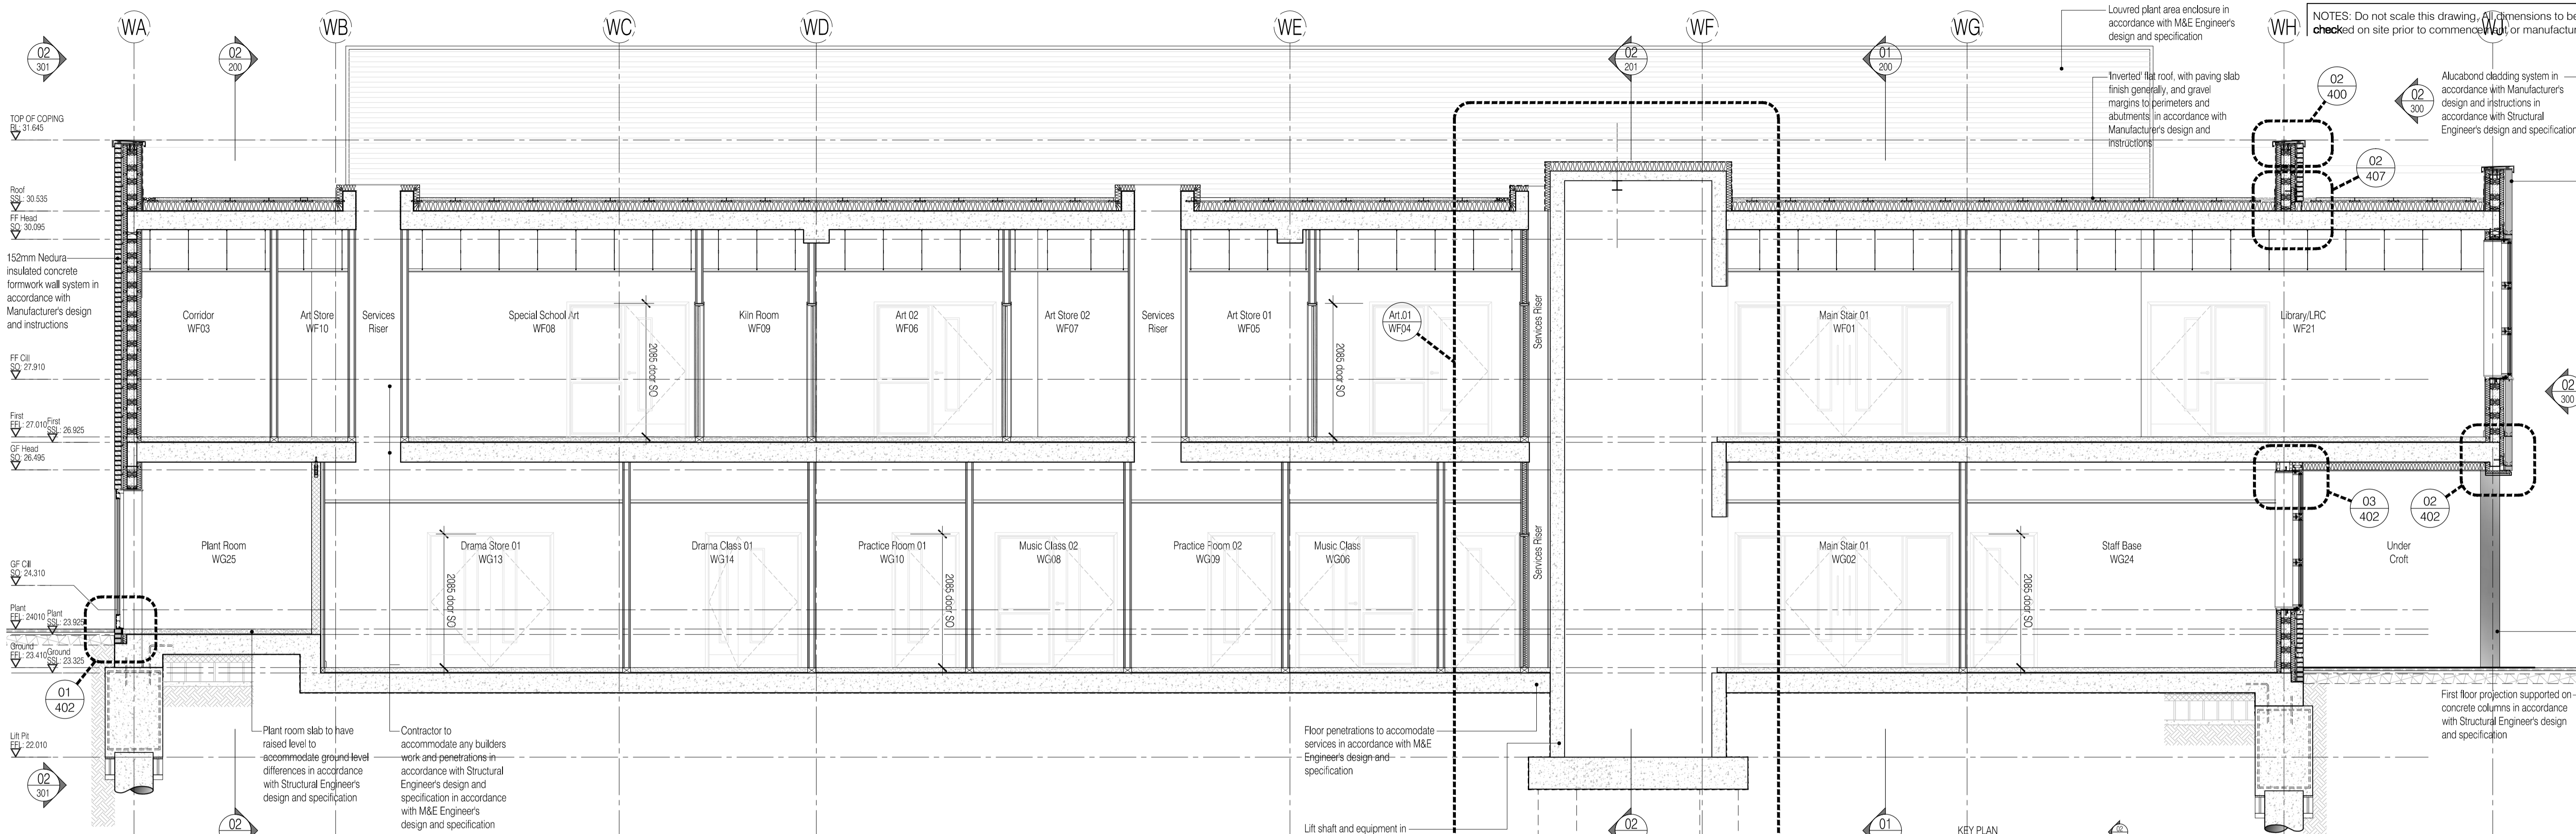 WA
WB
WC
WD
WE
WF
WG
WH
WJ
Louvred plant area enclosure in
accordance with M&E Engineer's
design and specification
NOTES: Do not scale this drawing, All dimensions to be
checked on site prior to commencement or manufactur
02
301
02
200
02
201
01
200
'Inverted' flat roof, with paving slab
finish generally, and gravel
margins to perimeters and
abutments, in accordance with
Manufacturer's design and
instructions
02
400
02
300
Alucabond cladding system in
accordance with Manufacturer's
design and instructions in
accordance with Structural
Engineer's design and specification
02
407
TOP OF COPING
RL: 31.645
Roof
SSL: 30.535
FF Head
SO: 30.095
152mm Nedura
insulated concrete
formwork wall system in
accordance with
Manufacturer's design
and instructions
FF Cill
SO: 27.910
First
FFL: 27.010
First
SSL: 26.925
GF Head
SO: 26.495
GF Cill
SO: 24,310
Plant
FFL: 24010
Plant
SSL: 23.925
Ground
FFL: 23.410
Ground
SSL: 23.325
Lift Pit
FFL: 22.010
Corridor
WF03
Art Store
WF10
Services
Riser
Special School Art
WF08
2085 door SO
Kiln Room
WF09
Art 02
WF06
Art Store 02
WF07
Services
Riser
Art Store 01
WF05
2085 door SO
Art.01
WF04
Services Riser
Main Stair 01
WF01
Library/LRC
WF21
02
300
Plant Room
WG25
Drama Store 01
WG13
2085 door SO
Drama Class 01
WG14
Practice Room 01
WG10
2085 door SO
Music Class 02
WG08
Practice Room 02
WG09
Music Class
WG06
Services Riser
Main Stair 01
WG02
Staff Base
WG24
2085 door SO
Under
Croft
03
402
02
402
01
402
Plant room slab to have
raised level to
accommodate ground level
differences in accordance
with Structural Engineer's
design and specification
Contractor to
accommodate any builders
work and penetrations in
accordance with Structural
Engineer's design and
specification in accordance
with M&E Engineer's
design and specification
Floor penetrations to accomodate
services in accordance with M&E
Engineer's design and
specification
First floor projection supported on
concrete columns in accordance
with Structural Engineer's design
and specification
02
301
02
Lift shaft and equipment in
02
01
KEY PLAN
02